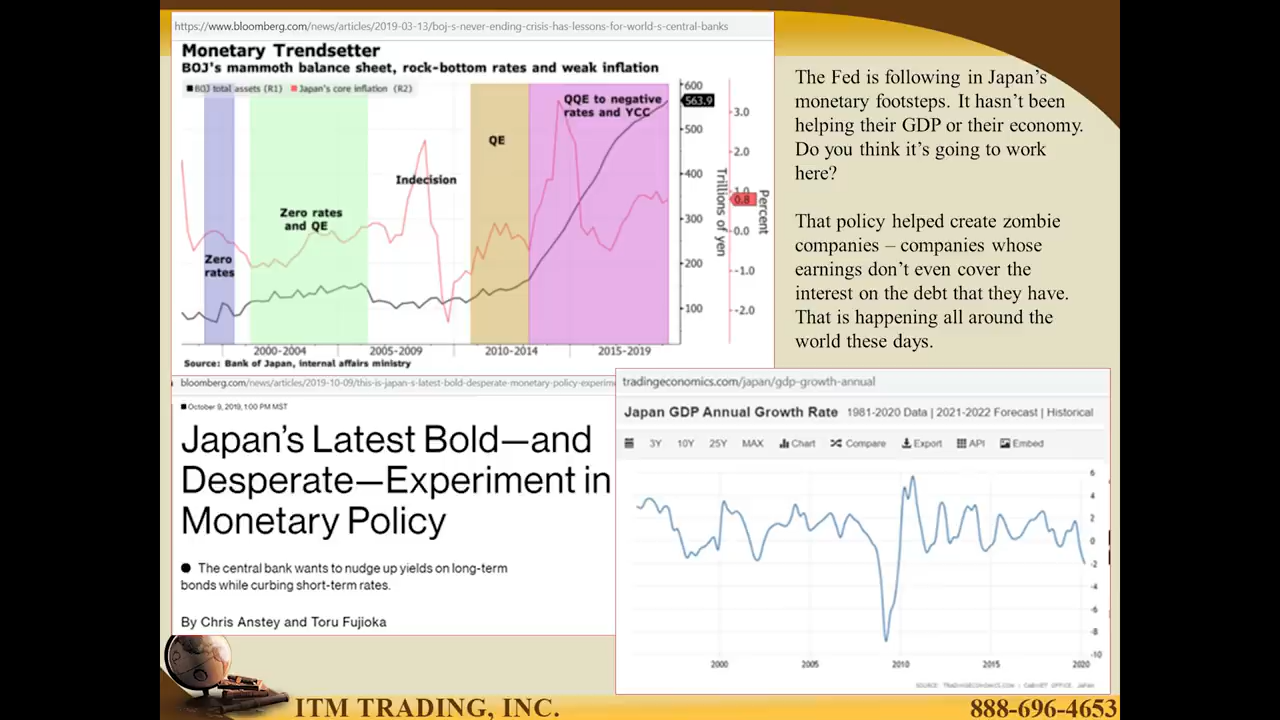 https://www.bloomberg.com/news/articles/2019-03-13/boj-s-never-ending-crisis-has-lessons-for-world-s-central-banks
Monetary Trendsetter
BOJ's mammoth balance sheet, rock-bottom rates and weak inflation
BOJ total assets (R1) Japan's core inflation (R2)
Zero
rates
Zero rates
and QE
Indecision
QE
QQE to negative
rates and YCC
600
563.9
500
400
300
200
100
Trillions of yen
3.0
2.0
1.0
0.8
0.0
-1.0
-2.0
Percent
2000-2004 2005-2009 2010-2014 2015-2019
Source: Bank of Japan, internal affairs ministry
The Fed is following in Japan's
monetary footsteps. It hasn't been
helping their GDP or their economy.
Do you think it's going to work
here?
That policy helped create zombie
companies – companies whose
earnings don't even cover the
interest on the debt that they have.
That is happening all around the
world these days.
bloomberg.com/news/articles/2019-10-09/this-is-japan-s-latest-bold-desperate-monetary-policy-experim
October 9, 2019, 1:00 PM MST
Japan's Latest Bold—and
Desperate—Experiment in
Monetary Policy
The central bank wants to nudge up yields on long-term
bonds while curbing short-term rates.
By Chris Anstey and Toru Fujioka
tradingeconomics.com/japan/gdp-growth-annual
Japan GDP Annual Growth Rate 1981-2020 Data | 2021-2022 Forecast | Historical
3Y 10Y 25Y MAX Chart Compare Export API Embed
6
4
2
0
-2
-4
-6
-8
-10
2000 2005 2010 2015 2020
SOURCE: TRADINGECONOMICS.COM | CABINET OFFICE, JAPAN
ITM TRADING, INC. 888-696-4653